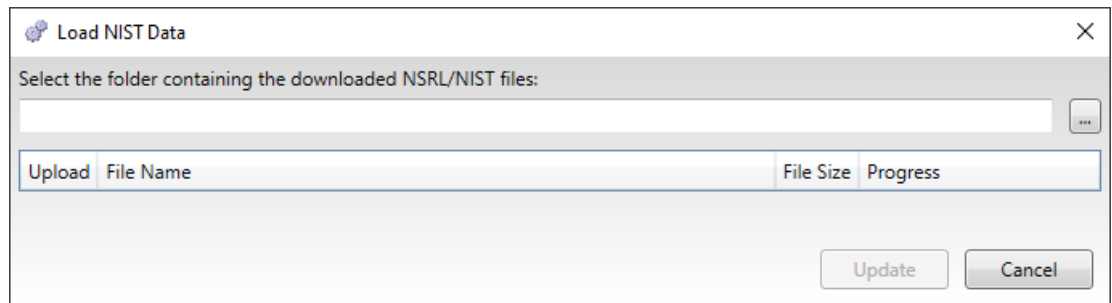 Load NIST Data
Select the folder containing the downloaded NSRL/NIST files:
...
Upload File Name File Size Progress
Update Cancel